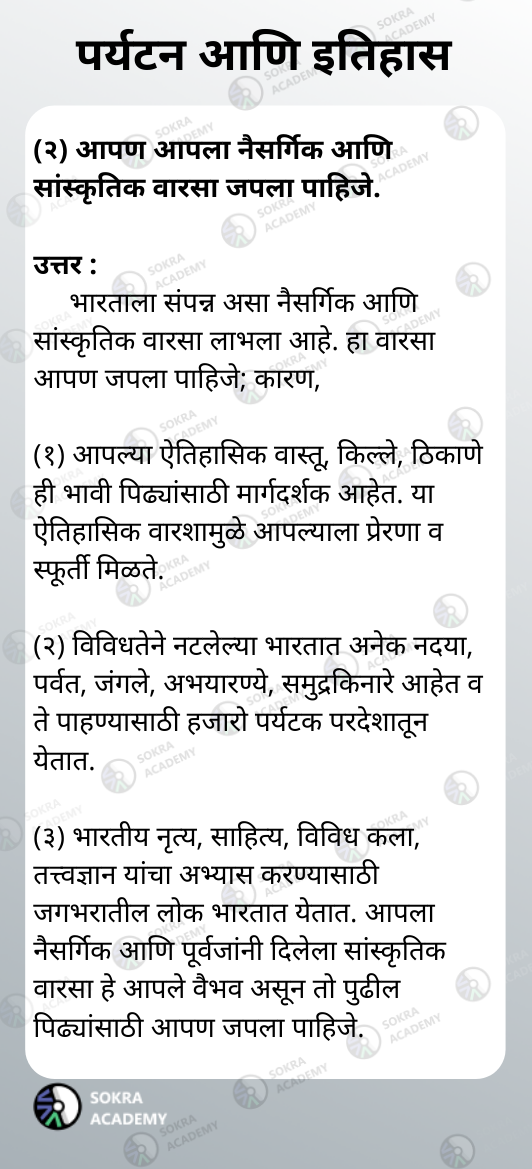 पर्यटन आणि इतिहास
(२) आपण आपला नैसर्गिक आणि
सांस्कृतिक वारसा जपला पाहिजे.
उत्तर :
भारताला संपन्न असा नैसर्गिक आणि
सांस्कृतिक वारसा लाभला आहे. हा वारसा
आपण जपला पाहिजे; कारण,
(१) आपल्या ऐतिहासिक वास्तू, किल्ले, ठिकाणे
ही भावी पिढ्यांसाठी मार्गदर्शक आहेत. या
ऐतिहासिक वारशामुळे आपल्याला प्रेरणा व
स्फूर्ती मिळते.
(२) विविधतेने नटलेल्या भारतात अनेक नदया,
पर्वत, जंगले, अभयारण्ये, समुद्रकिनारे आहेत व
ते पाहण्यासाठी हजारो पर्यटक परदेशातून
येतात.
(३) भारतीय नृत्य, साहित्य, विविध कला,
तत्त्वज्ञान यांचा अभ्यास करण्यासाठी
जगभरातील लोक भारतात येतात. आपला
नैसर्गिक आणि पूर्वजांनी दिलेला सांस्कृतिक
वारसा हे आपले वैभव असून तो पुढील
पिढ्यांसाठी आपण जपला पाहिजे.
SOKRA
ACADEMY